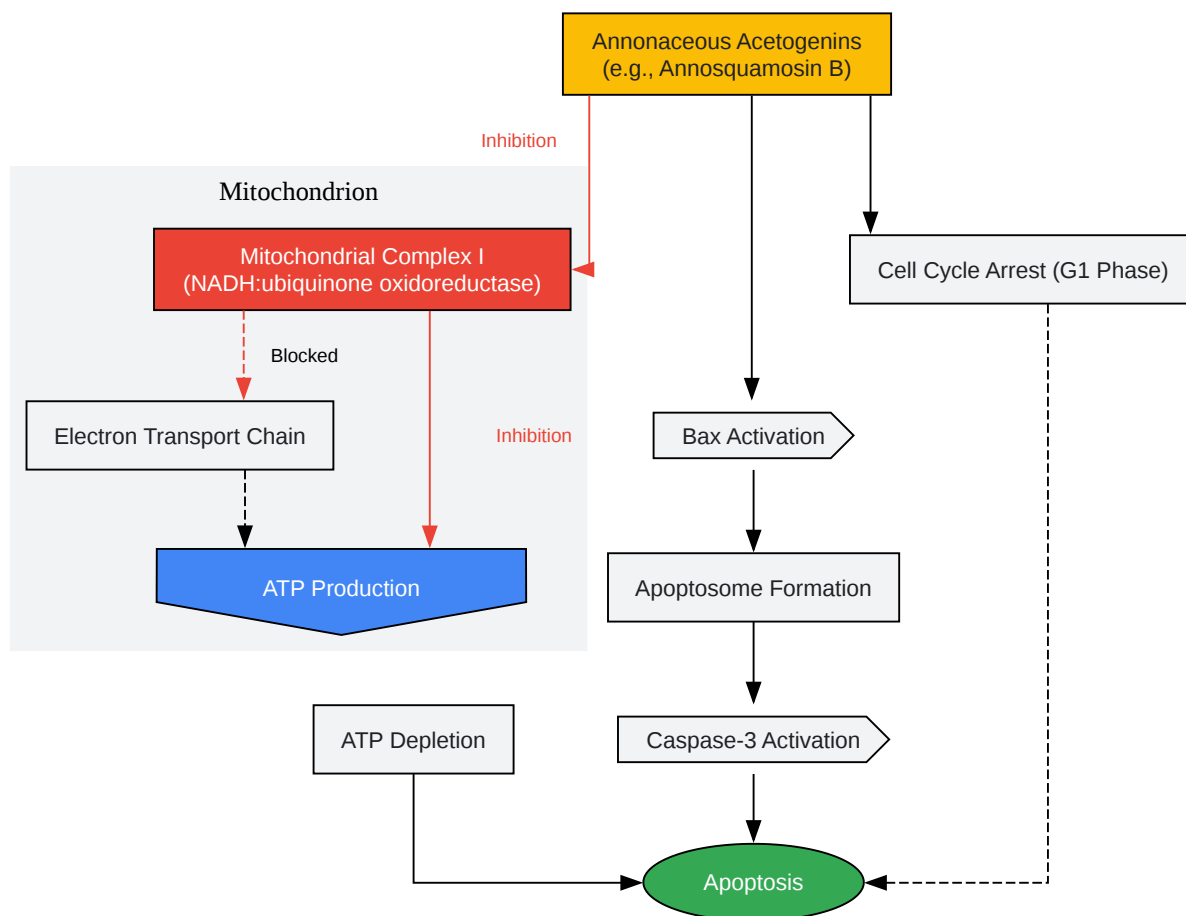 Annonaceous Acetogenins
(e.g., Annosquamosin B)
Inhibition
Mitochondrion
Mitochondrial Complex I
(NADH:ubiquinone oxidoreductase)
Cell Cycle Arrest (G1 Phase)
Blocked
Electron Transport Chain
Inhibition
Bax Activation
ATP Production
Apoptosome Formation
ATP Depletion
Caspase-3 Activation
Apoptosis